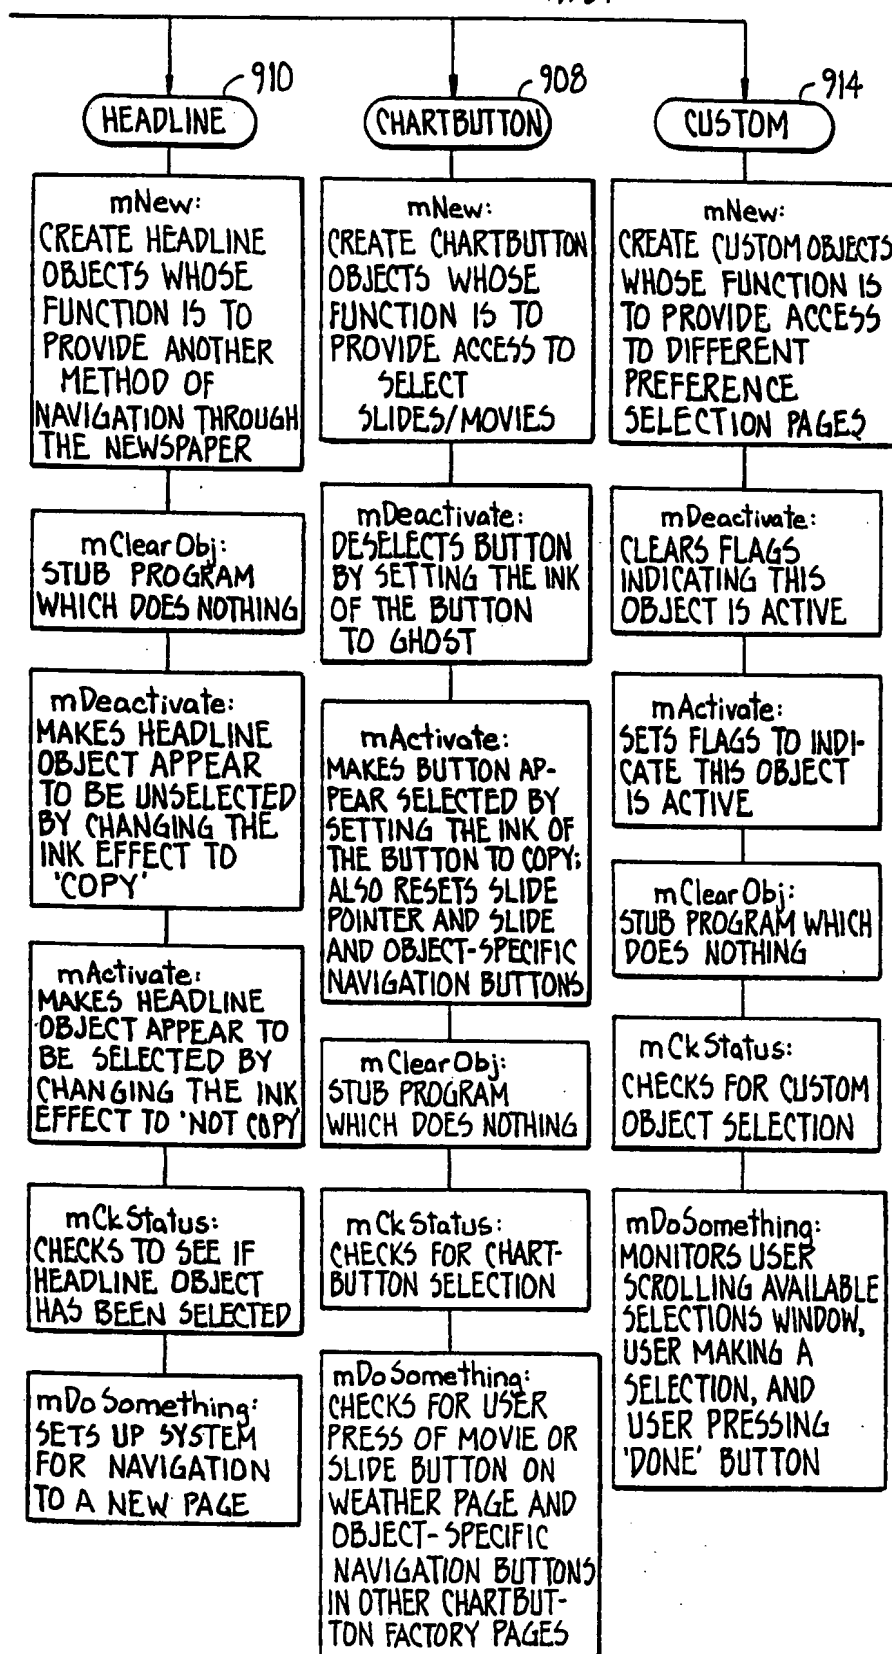 910
HEADLINE
mNew:
CREATE HEADLINE
OBJECTS WHOSE
FUNCTION IS TO
PROVIDE ANOTHER
METHOD OF
NAVIGATION THROUGH
THE NEWSPAPER
mClearObj:
STUB PROGRAM
WHICH DOES NOTHING
mDeactivate:
MAKES HEADLINE
OBJECT APPEAR
TO BE UNSELECTED
BY CHANGING THE
INK EFFECT TO
'COPY'
mActivate:
MAKES HEADLINE
OBJECT APPEAR TO
BE SELECTED BY
CHANGING THE INK
EFFECT TO 'NOT COPY
mCkStatus:
CHECKS TO SEE IF
HEADLINE OBJECT
HAS BEEN SELECTED
mDoSomething:
SETS UP SYSTEM
FOR NAVIGATION
TO A NEW PAGE
908
CHARTBUTTON
mNew:
CREATE CHARTBUTTON
OBJECTS WHOSE
FUNCTION IS TO
PROVIDE ACCESS TO
SELECT
SLIDES/MOVIES
mDeactivate:
DESELECTS BUTTON
BY SETTING THE INK
OF THE BUTTON
TO GHOST
mActivate:
MAKES BUTTON AP-
PEAR SELECTED BY
SETTING THE INK OF
THE BUTTON TO COPY;
ALSO RESETS SLIDE
POINTER AND SLIDE
AND OBJECT-SPECIFIC
NAVIGATION BUTTONS
mClearObj:
STUB PROGRAM
WHICH DOES NOTHING
mCkStatus:
CHECKS FOR CHART-
BUTTON SELECTION
mDoSomething:
CHECKS FOR USER
PRESS OF MOVIE OR
SLIDE BUTTON ON
WEATHER PAGE AND
OBJECT-SPECIFIC
NAVIGATION BUTTONS
IN OTHER CHARTBUT-
TON FACTORY PAGES
914
CUSTOM
mNew:
CREATE CUSTOM OBJECTS
WHOSE FUNCTION IS
TO PROVIDE ACCESS
TO DIFFERENT
PREFERENCE
SELECTION PAGES
mDeactivate:
CLEARS FLAGS
INDICATING THIS
OBJECT IS ACTIVE
mActivate:
SETS FLAGS TO INDI-
CATE THIS OBJECT
IS ACTIVE
mClearObj:
STUB PROGRAM WHICH
DOES NOTHING
mCkStatus:
CHECKS FOR CUSTOM
OBJECT SELECTION
mDoSomething:
MONITORS USER
SCROLLING AVAILABLE
SELECTIONS WINDOW,
USER MAKING A
SELECTION, AND
USER PRESSING
'DONE' BUTTON